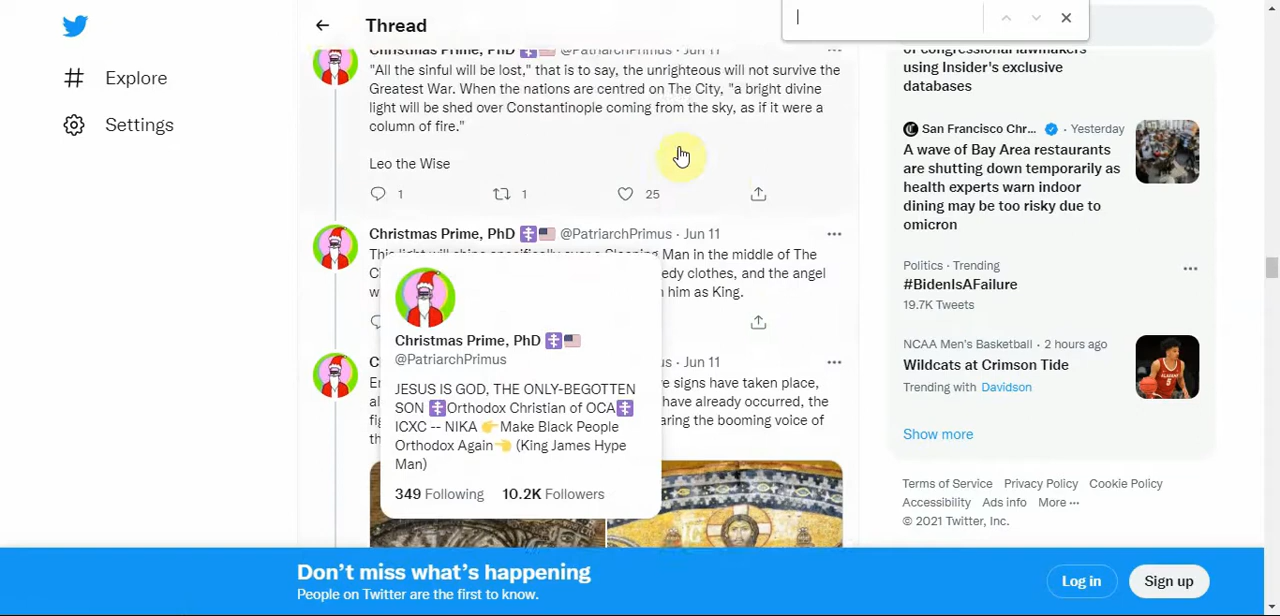 Explore
Settings
Thread
Christmas Prime, PhD @PatriarchPrimus · Jun 11
"All the sinful will be lost," that is to say, the unrighteous will not survive the
Greatest War. When the nations are centred on The City, "a bright divine
light will be shed over Constantinople coming from the sky, as if it were a
column of fire."
Leo the Wise
1 1 25
Christmas Prime, PhD @PatriarchPrimus · Jun 11
This light will shine specifically over a Sleeping Man in the middle of The
edy clothes, and the angel
him as King.
Christmas Prime, PhD
@PatriarchPrimus
JESUS IS GOD, THE ONLY-BEGOTTEN
SON Orthodox Christian of OCA
ICXC -- NIKA 👉Make Black People
Orthodox Again👈 (King James Hype
Man)
349 Following 10.2K Followers
s · Jun 11
e signs have taken place,
have already occurred, the
aring the booming voice of
of congressional lawmakers
using Insider's exclusive
databases
San Francisco Chr... · Yesterday
A wave of Bay Area restaurants
are shutting down temporarily as
health experts warn indoor
dining may be too risky due to
omicron
Politics · Trending
#BidenIsAFailure
19.7K Tweets
NCAA Men's Basketball · 2 hours ago
Wildcats at Crimson Tide
Trending with Davidson
Show more
Terms of Service Privacy Policy Cookie Policy
Accessibility Ads info More ···
© 2021 Twitter, Inc.
Don't miss what's happening
People on Twitter are the first to know.
Log in
Sign up